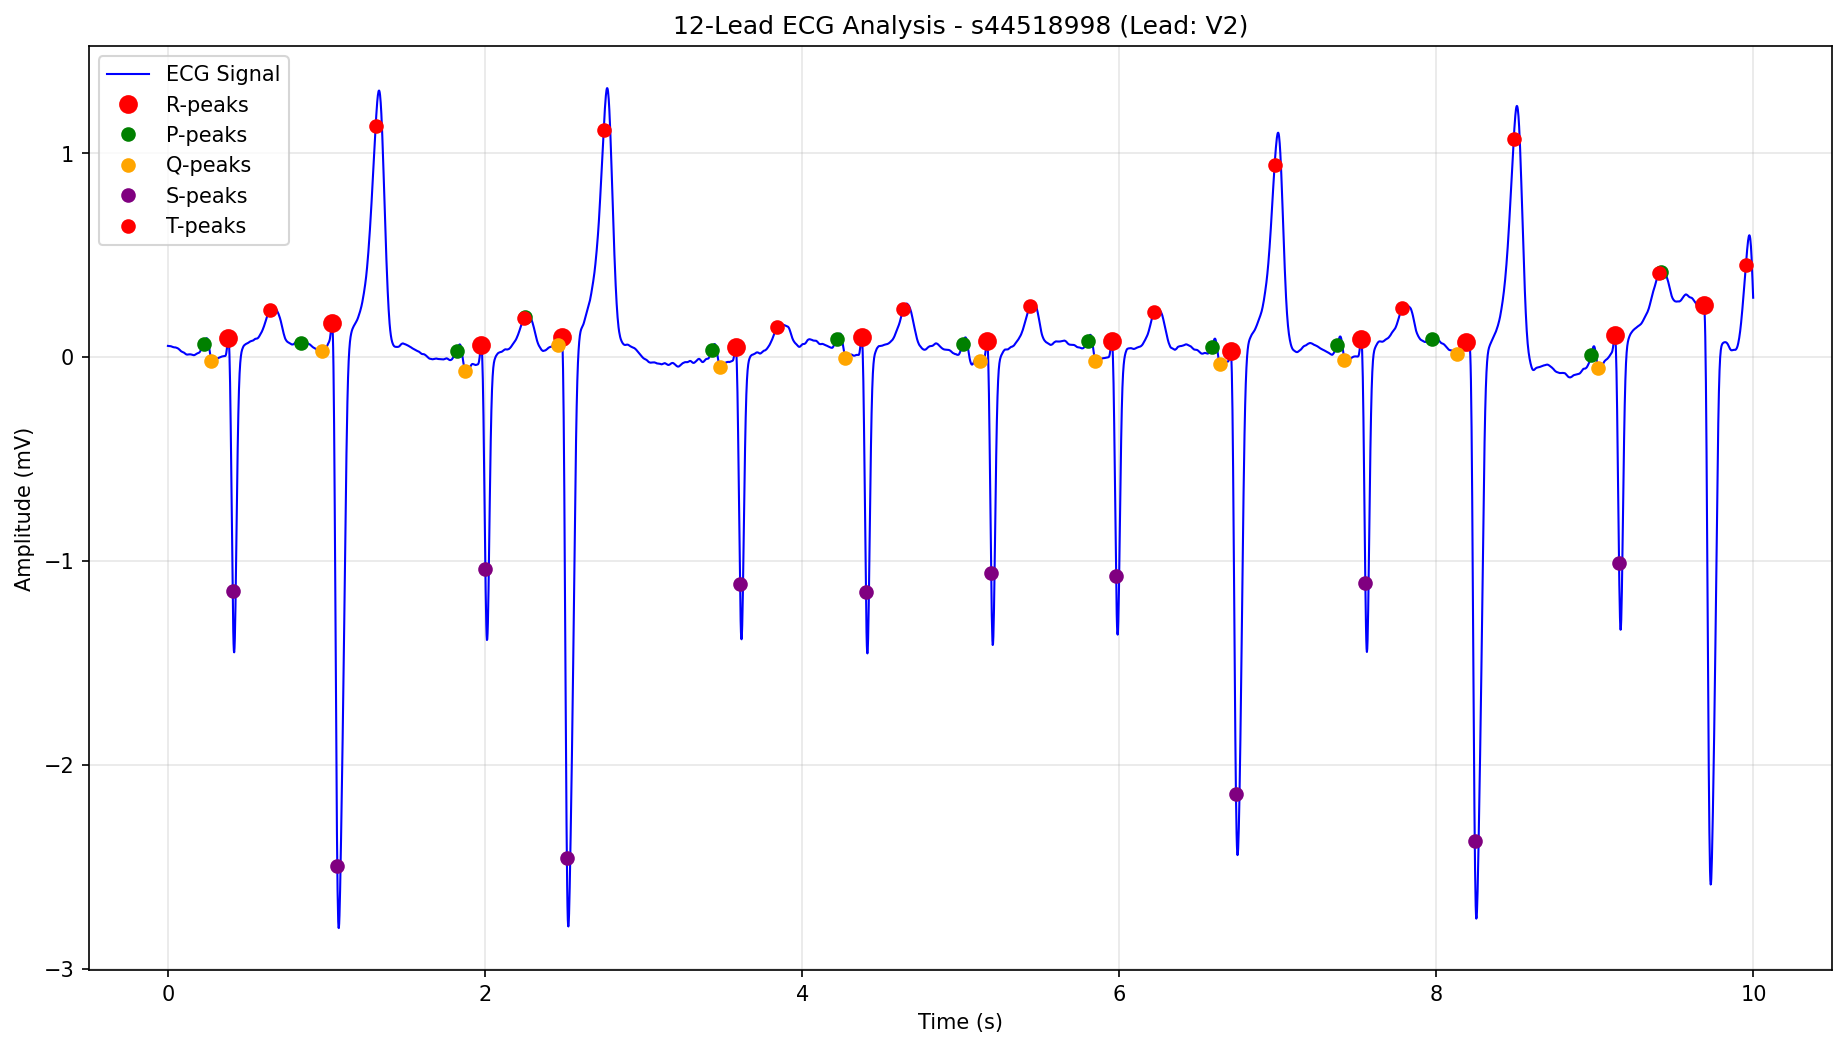 12-Lead ECG Analysis - s44518998 (Lead: V2)
ECG Signal
R-peaks
P-peaks
Q-peaks
S-peaks
T-peaks
Amplitude (mV)
1
0
−1
−2
−3
0 2 4 6 8 10
Time (s)